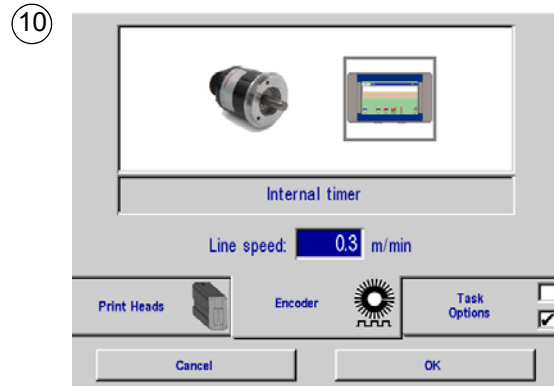 10
Internal timer
Line speed: 0.3 m/min
Print Heads
Encoder
Task
Options
Cancel
OK